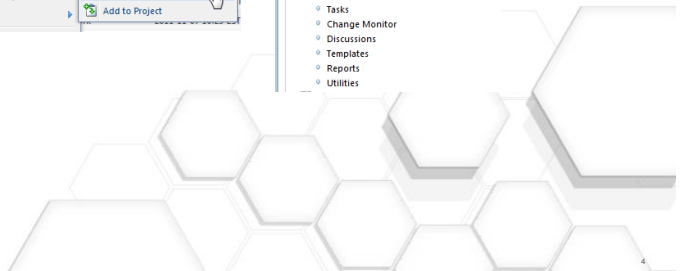 Add to Project
Tasks
Change Monitor
Discussions
Templates
Reports
Utilities
4